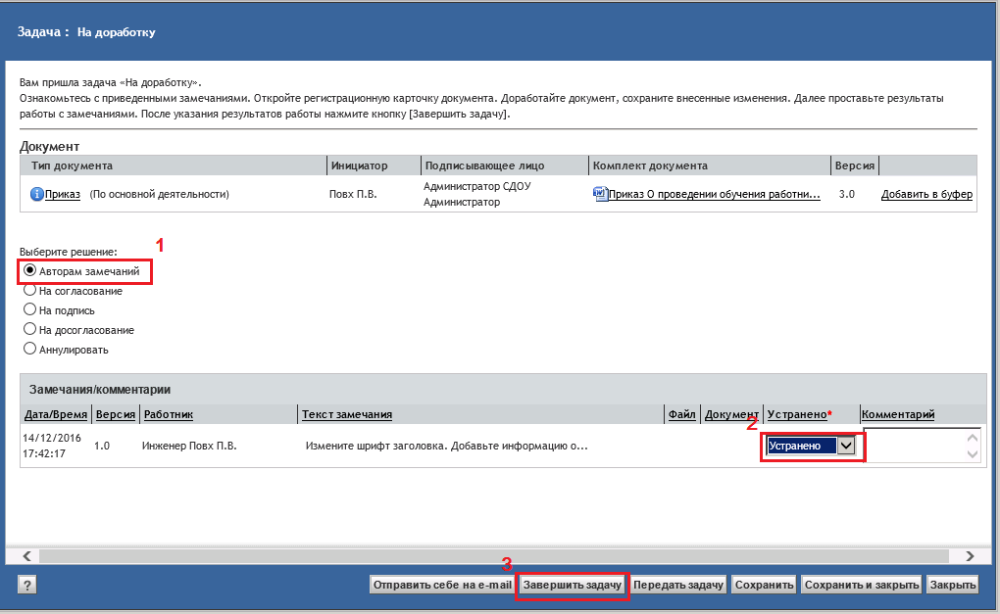 Задача : На доработку
Вам пришла задача «На доработку».
Ознакомьтесь с приведенными замечаниями. Откройте регистрационную карточку документа. Доработайте документ, сохраните внесенные изменения. Далее проставьте результаты
работы с замечаниями. После указания результатов работы нажмите кнопку [Завершить задачу].
Документ
Тип документа Инициатор Подписывающее лицо Комплект документа Версия
Приказ (По основной деятельности) Повх П.В. Администратор СДОУ Администратор Приказ О проведении обучения работни... 3.0 Добавить в буфер
1
Выберите решение:
Авторам замечаний
На согласование
На подпись
На досогласование
Аннулировать
Замечания/комментарии
Дата/Время Версия Работник Текст замечания Файл Документ Устранено* Комментарий
2
14/12/2016 17:42:17 1.0 Инженер Повх П.В. Измените шрифт заголовка. Добавьте информацию о... Устранено
3
? Отправить себе на e-mail Завершить задачу Передать задачу Сохранить Сохранить и закрыть Закрыть